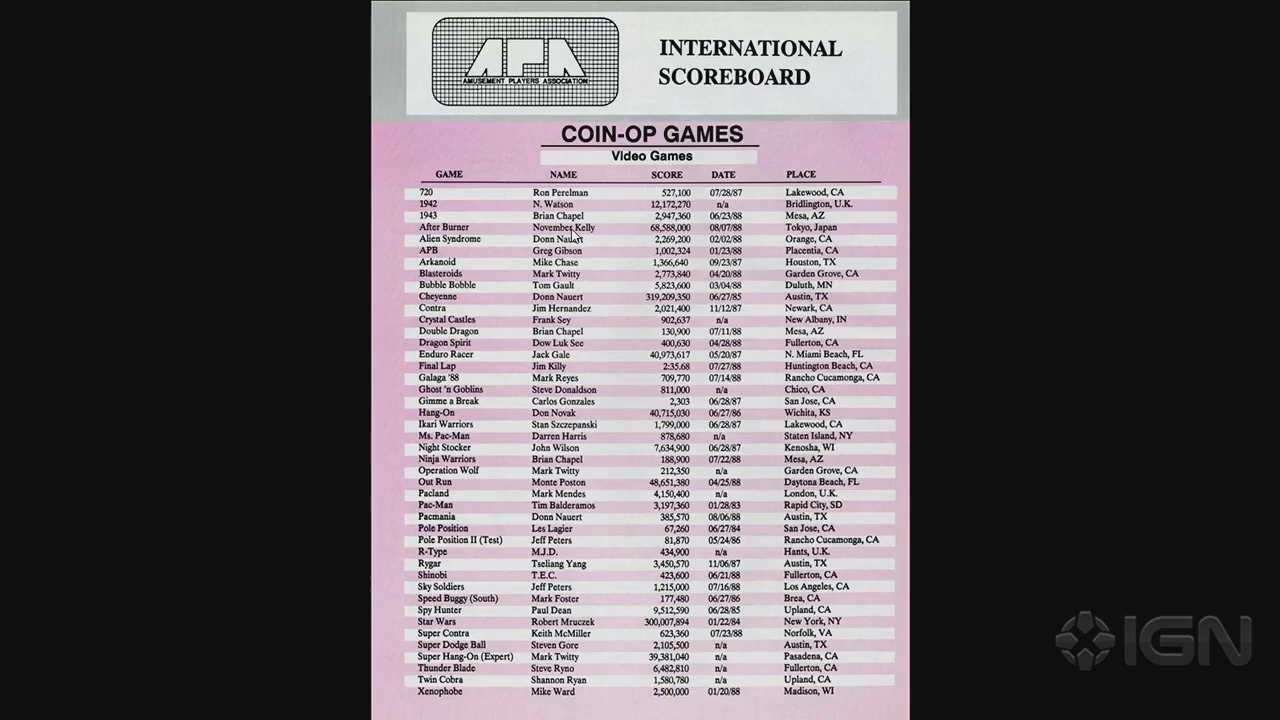 APA
AMUSEMENT PLAYERS ASSOCIATION
INTERNATIONAL
SCOREBOARD
COIN-OP GAMES
Video Games
GAME NAME SCORE DATE PLACE
720 Ron Perelman 527,100 07/28/87 Lakewood, CA
1942 N. Watson 12,172,270 n/a Bridlington, U.K.
1943 Brian Chapel 2,947,360 06/23/88 Mesa, AZ
After Burner November Kelly 68,588,000 08/07/88 Tokyo, Japan
Alien Syndrome Donn Nauert 2,269,200 02/02/88 Orange, CA
APB Greg Gibson 1,002,324 01/23/88 Placentia, CA
Arkanoid Mike Chase 1,366,640 09/23/87 Houston, TX
Blasteroids Mark Twitty 2,773,840 04/20/88 Garden Grove, CA
Bubble Bobble Tom Gault 5,823,600 03/04/88 Duluth, MN
Cheyenne Donn Nauert 319,209,350 06/27/85 Austin, TX
Contra Jim Hernandez 2,021,400 11/12/87 Newark, CA
Crystal Castles Frank Sey 902,637 n/a New Albany, IN
Double Dragon Brian Chapel 130,900 07/11/88 Mesa, AZ
Dragon Spirit Dow Luk See 400,630 04/28/88 Fullerton, CA
Enduro Racer Jack Gale 40,973,617 05/20/87 N. Miami Beach, FL
Final Lap Jim Killy 2:35.68 07/27/88 Huntington Beach, CA
Galaga '88 Mark Reyes 709,770 07/14/88 Rancho Cucamonga, CA
Ghost 'n Goblins Steve Donaldson 811,000 n/a Chico, CA
Gimme a Break Carlos Gonzales 2,303 06/28/87 San Jose, CA
Hang-On Don Novak 40,715,030 06/27/86 Wichita, KS
Ikari Warriors Stan Szczepanski 1,799,000 06/28/87 Lakewood, CA
Ms. Pac-Man Darren Harris 878,680 n/a Staten Island, NY
Night Stocker John Wilson 7,634,900 06/28/87 Kenosha, WI
Ninja Warriors Brian Chapel 188,900 07/22/88 Mesa, AZ
Operation Wolf Mark Twitty 212,350 n/a Garden Grove, CA
Out Run Monte Poston 48,651,380 04/25/88 Daytona Beach, FL
Pacland Mark Mendes 4,150,400 n/a London, U.K.
Pac-Man Tim Balderamos 3,197,360 01/28/83 Rapid City, SD
Pacmania Donn Nauert 385,570 08/06/88 Austin, TX
Pole Position Les Lagier 67,260 06/27/84 San Jose, CA
Pole Position II (Test) Jeff Peters 81,870 05/24/86 Rancho Cucamonga, CA
R-Type M.J.D. 434,900 n/a Hants, U.K.
Rygar Tseliang Yang 3,450,570 11/06/87 Austin, TX
Shinobi T.E.C. 423,600 06/21/88 Fullerton, CA
Sky Soldiers Jeff Peters 1,215,000 07/16/88 Los Angeles, CA
Speed Buggy (South) Mark Foster 177,480 06/27/86 Brea, CA
Spy Hunter Paul Dean 9,512,590 06/28/85 Upland, CA
Star Wars Robert Mruczek 300,007,894 01/22/84 New York, NY
Super Contra Keith McMiller 623,360 07/23/88 Norfolk, VA
Super Dodge Ball Steven Gore 2,105,500 n/a Austin, TX
Super Hang-On (Expert) Mark Twitty 39,381,040 n/a Pasadena, CA
Thunder Blade Steve Ryno 6,482,810 n/a Fullerton, CA
Twin Cobra Shannon Ryan 1,580,780 n/a Upland, CA
Xenophobe Mike Ward 2,500,000 01/20/88 Madison, WI
IGN